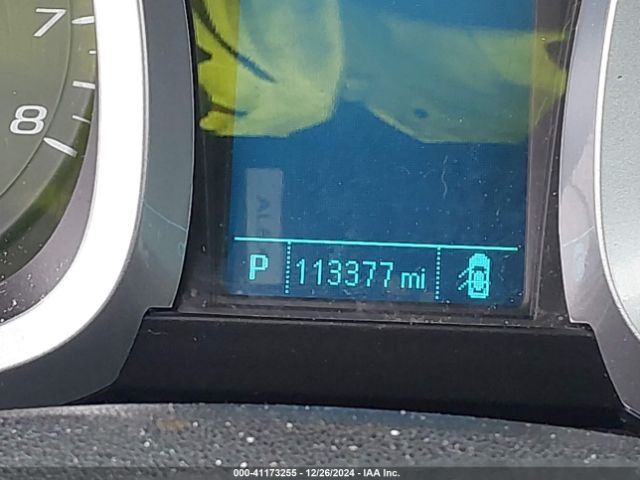 7
8
P 113377 mi
000-41173255 - 12/26/2024 - IAA Inc.